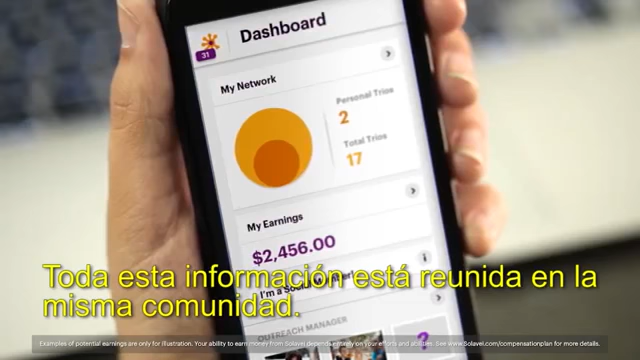 Dashboard
31
My Network
Personal Trios
2
Total Trios
17
My Earnings
$2,456.00
Toda esta información está reunida en la
misma comunidad.
I'm a So
OUTREACH MANAGER
?
Examples of potential earnings are only for illustration. Your ability to earn money from Solavei depends entirely on your efforts and abilities. See www.Solavei.com/compensationplan for more details.